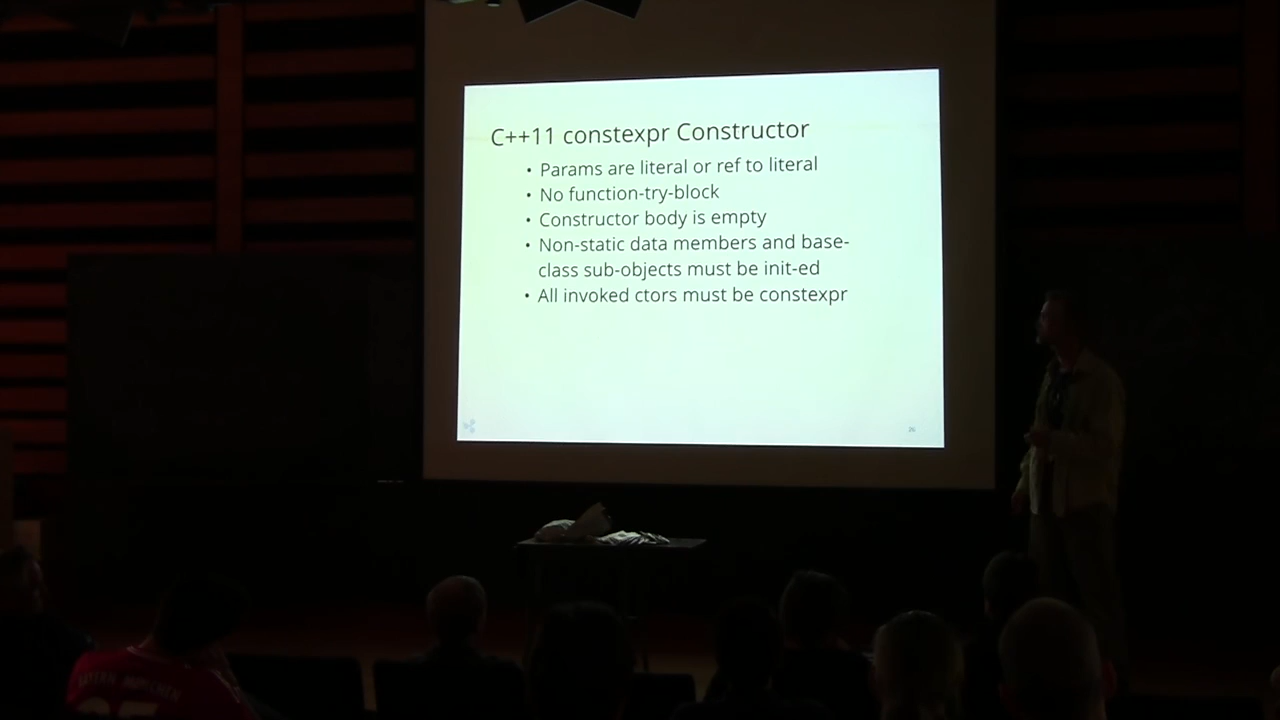 C++11 constexpr Constructor
• Params are literal or ref to literal
• No function-try-block
• Constructor body is empty
• Non-static data members and base-
class sub-objects must be init-ed
• All invoked ctors must be constexpr
26